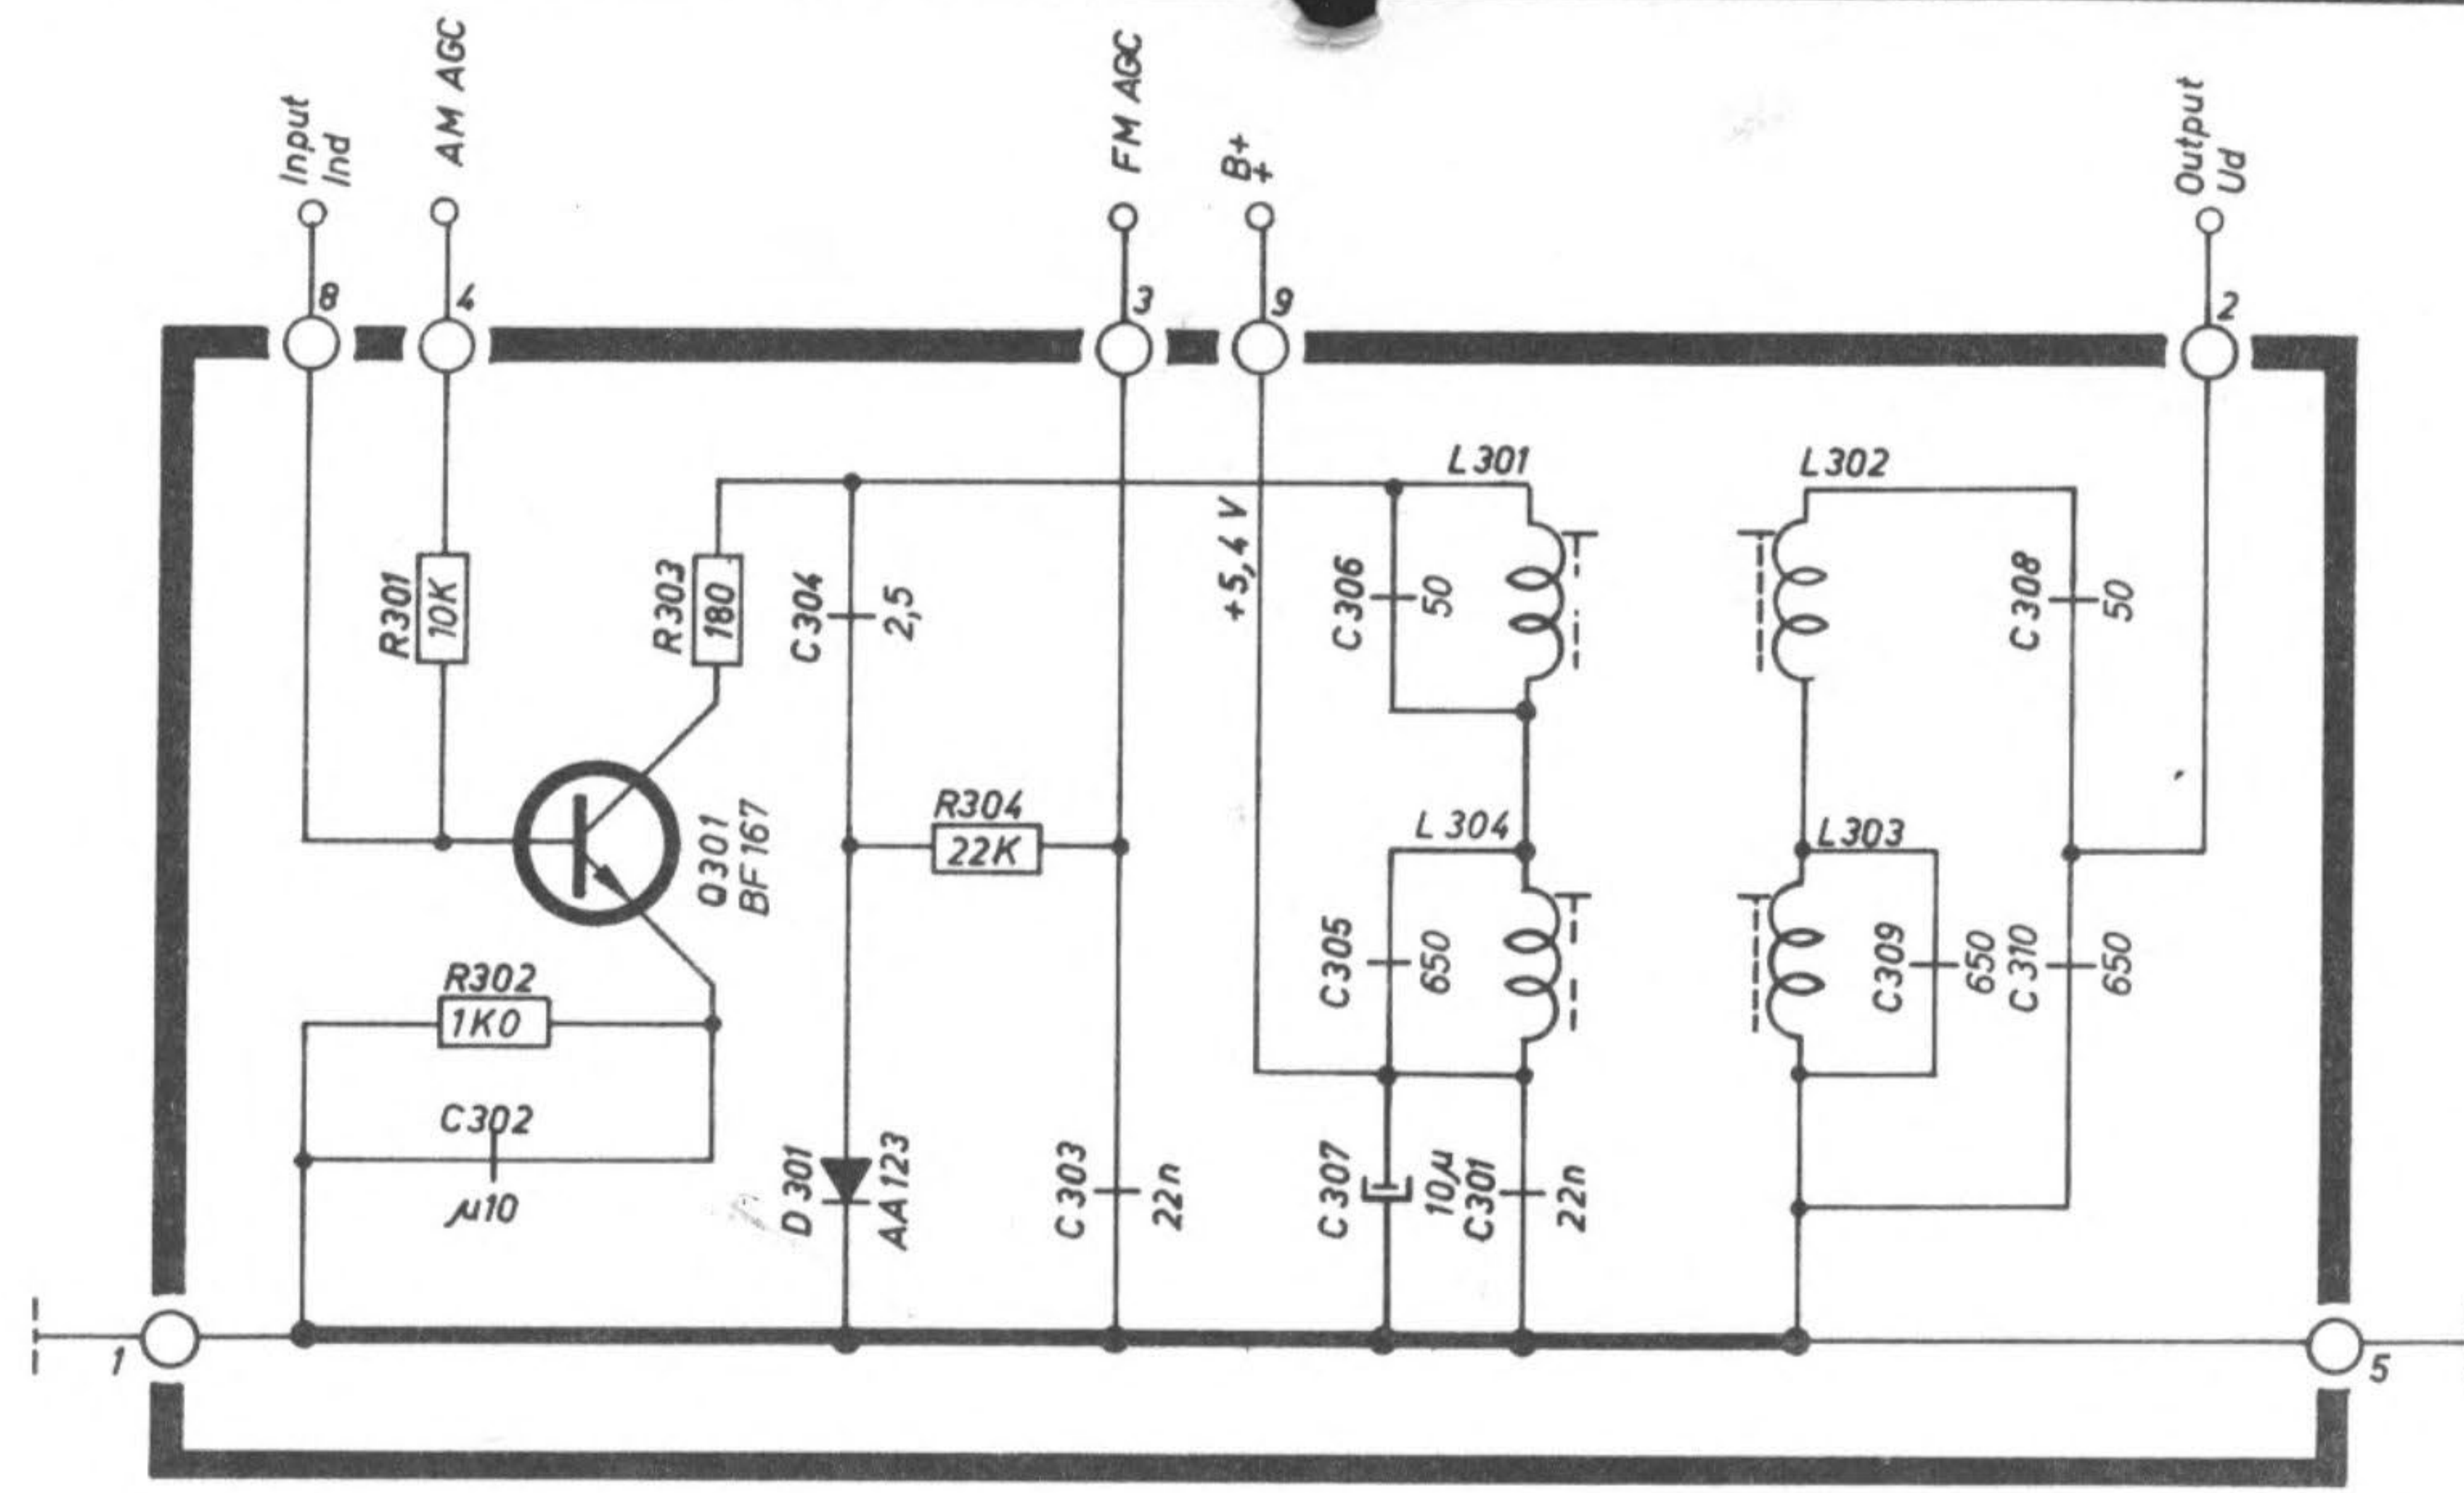 Input
Ind
AM AGC
FM AGC
B+
+
Output
Ud
8
4
3
9
2
L301
L302
+5,4 V
R301
10K
R303
180
C304
2,5
C306
50
C308
50
R304
22K
L304
L303
Q301
BF167
R302
1K0
C305
650
C309
650
C310
650
C302
µ10
D301
AA123
C303
22n
C307
10µ
C301
22n
1
5